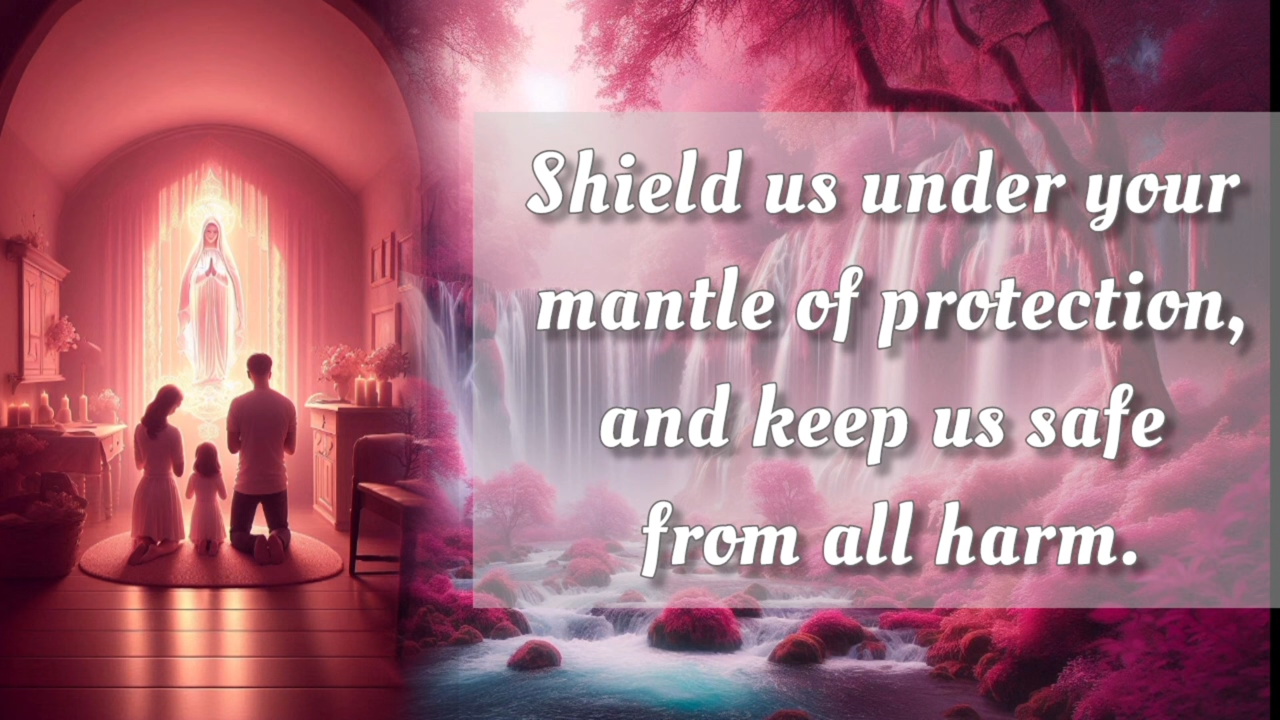 Shield us under your
mantle of protection,
and keep us safe
from all harm.